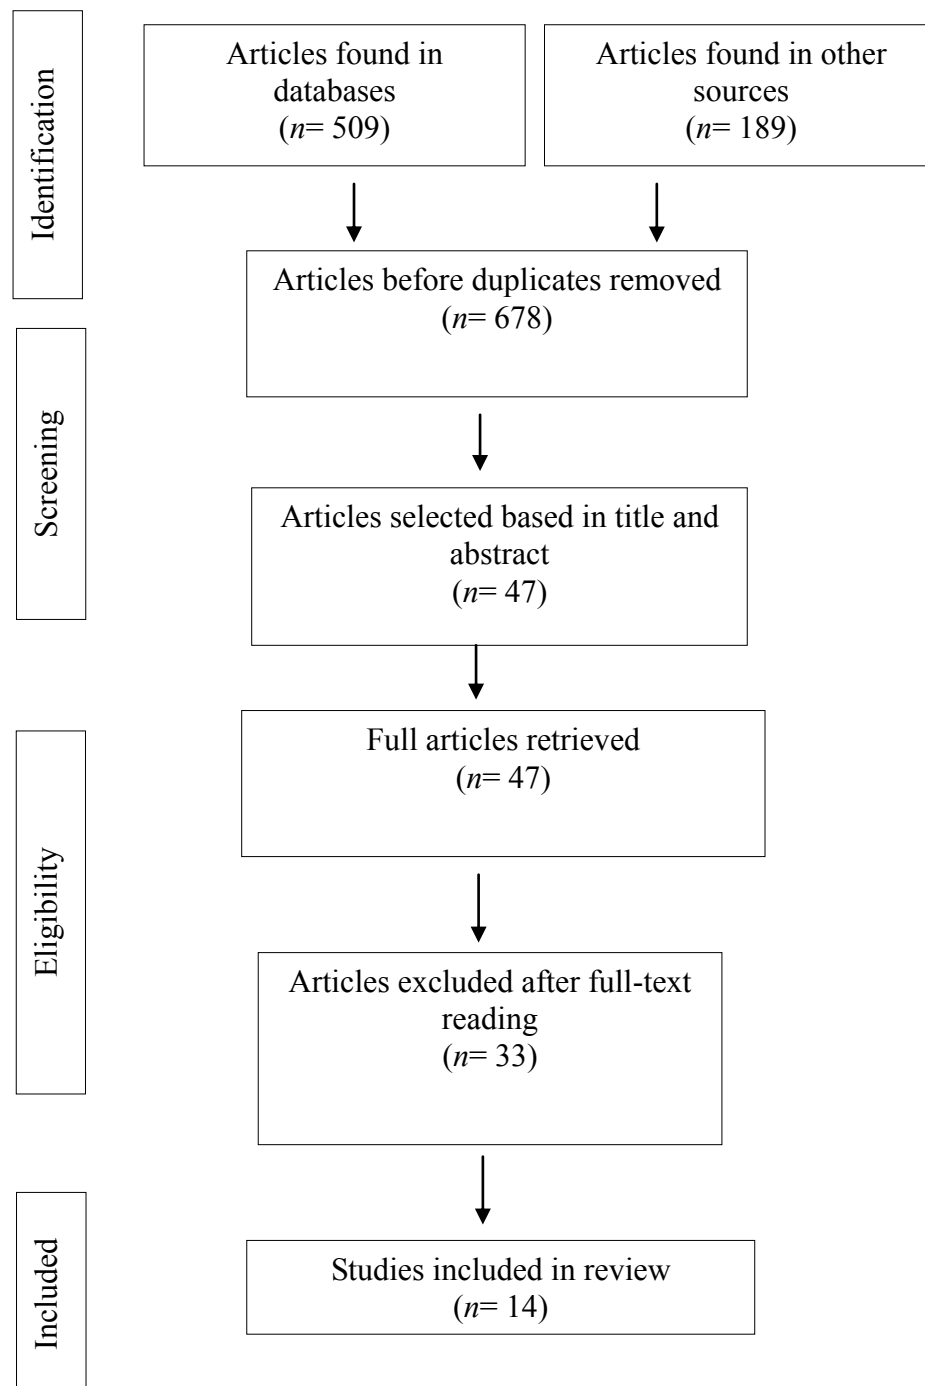 Identification
Articles found in
databases
(n= 509)
Articles found in other
sources
(n= 189)
Articles before duplicates removed
(n= 678)
Screening
Articles selected based in title and
abstract
(n= 47)
Eligibility
Full articles retrieved
(n= 47)
Articles excluded after full-text
reading
(n= 33)
Included
Studies included in review
(n= 14)